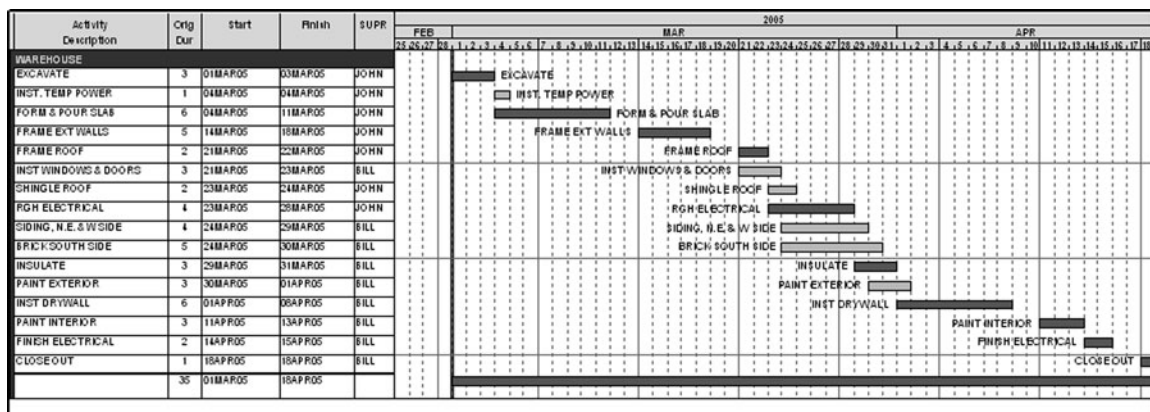 Activity Description Orig Dur Start Finish SUPR 2005
FEB MAR APR
25 26 27 28 1 2 3 4 5 6 7 8 9 10 11 12 13 14 15 16 17 18 19 20 21 22 23 24 25 26 27 28 29 30 31 1 2 3 4 5 6 7 8 9 10 11 12 13 14 15 16 17 18
WAREHOUSE
EXCAVATE 3 01MAR05 03MAR05 JOHN EXCAVATE
INST. TEMP POWER 1 04MAR05 04MAR05 JOHN INST. TEMP POWER
FORM & POUR SLAB 6 04MAR05 11MAR05 JOHN FORM & POUR SLAB
FRAME EXT WALLS 5 14MAR05 18MAR05 JOHN FRAME EXT WALLS
FRAME ROOF 2 21MAR05 22MAR05 JOHN FRAME ROOF
INST WINDOWS & DOORS 3 21MAR05 23MAR05 BILL INST WINDOWS & DOORS
SHINGLE ROOF 2 23MAR05 24MAR05 JOHN SHINGLE ROOF
RGH ELECTRICAL 4 23MAR05 28MAR05 JOHN RGH ELECTRICAL
SIDING, N.E. & W SIDE 4 24MAR05 29MAR05 BILL SIDING, N.E. & W SIDE
BRICK SOUTH SIDE 5 24MAR05 30MAR05 BILL BRICK SOUTH SIDE
INSULATE 3 29MAR05 31MAR05 BILL INSULATE
PAINT EXTERIOR 3 30MAR05 01APR05 BILL PAINT EXTERIOR
INST DRYWALL 6 01APR05 08APR05 BILL INST DRYWALL
PAINT INTERIOR 3 11APR05 13APR05 BILL PAINT INTERIOR
FINISH ELECTRICAL 2 14APR05 15APR05 BILL FINISH ELECTRICAL
CLOSEOUT 1 18APR05 18APR05 BILL CLOSEOUT
35 01MAR05 18APR05